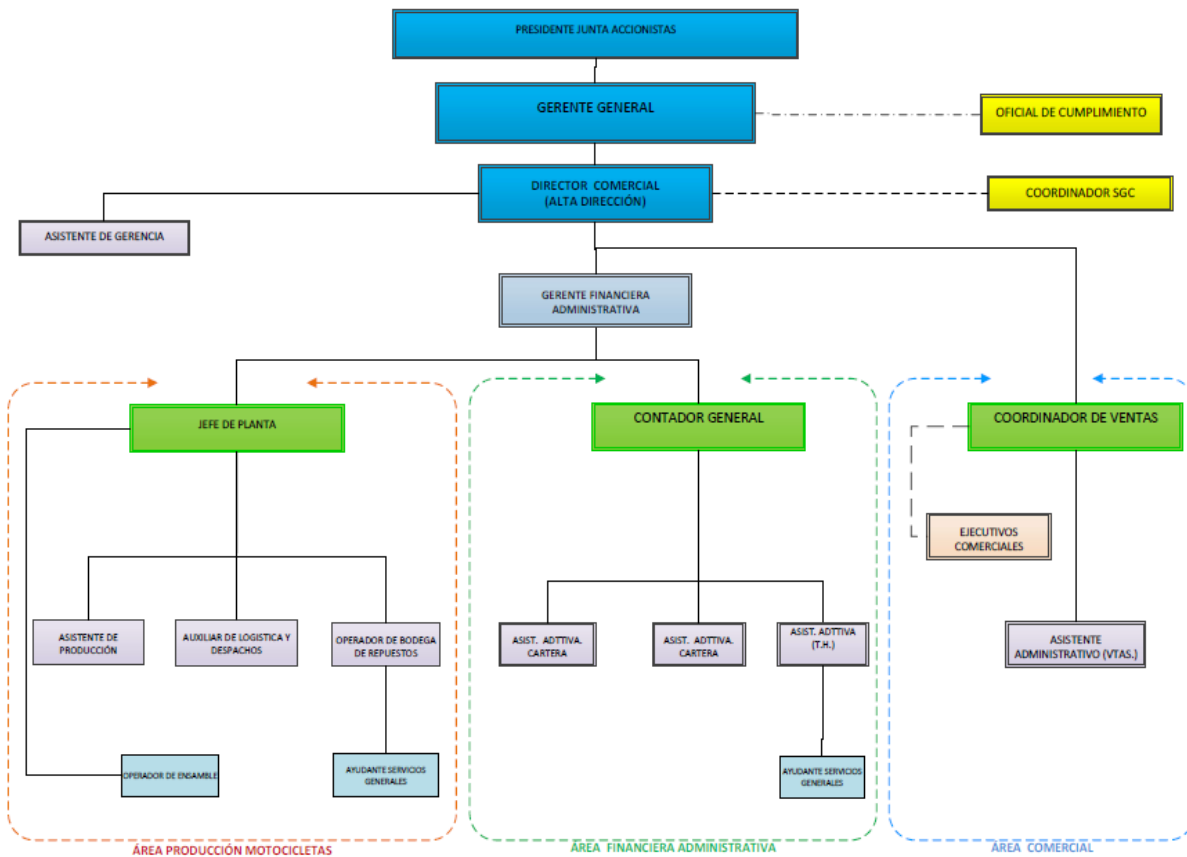 PRESIDENTE JUNTA ACCIONISTAS
GERENTE GENERAL
OFICIAL DE CUMPLIMIENTO
DIRECTOR COMERCIAL
(ALTA DIRECCIÓN)
COORDINADOR SGC
ASISTENTE DE GERENCIA
GERENTE FINANCIERA
ADMINISTRATIVA
JEFE DE PLANTA
CONTADOR GENERAL
COORDINADOR DE VENTAS
EJECUTIVOS
COMERCIALES
ASISTENTE DE
PRODUCCIÓN
AUXILIAR DE LOGISTICA Y
DESPACHOS
OPERADOR DE BODEGA
DE REPUESTOS
ASIST. ADTTIVA.
CARTERA
ASIST. ADTTIVA.
CARTERA
ASIST. ADTTIVA
(T.H.)
ASISTENTE
ADMINISTRATIVO (VTAS.)
OPERADOR DE ENSAMBLE
AYUDANTE SERVICIOS
GENERALES
AYUDANTE SERVICIOS
GENERALES
ÁREA PRODUCCIÓN MOTOCICLETAS
ÁREA FINANCIERA ADMINISTRATIVA
ÁREA COMERCIAL